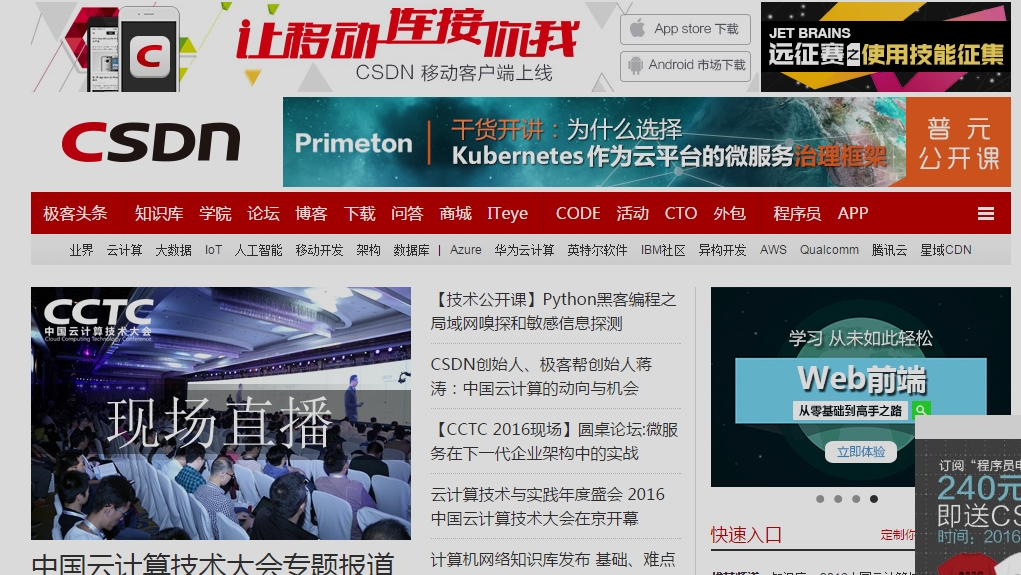 让移动连接你我
CSDN 移动客户端上线
App store 下载
Android 市场下载
JET BRAINS
远征赛之使用技能征集
CSDN
Primeton
干货开讲：为什么选择
Kubernetes作为云平台的微服务治理框架
普 元
公开课
极客头条 知识库 学院 论坛 博客 下载 问答 商城 ITeye CODE 活动 CTO 外包 程序员 APP
业界 云计算 大数据 IoT 人工智能 移动开发 架构 数据库 | Azure 华为云计算 英特尔软件 IBM社区 异构开发 AWS Qualcomm 腾讯云 星域CDN
CCTC
中国云计算技术大会
Cloud Computing Technology Conference
现场直播
中国云计算技术大会专题报道
【技术公开课】Python黑客编程之
局域网嗅探和敏感信息探测
CSDN创始人、极客帮创始人蒋
涛：中国云计算的动向与机会
【CCTC 2016现场】圆桌论坛:微服
务在下一代企业架构中的实战
云计算技术与实践年度盛会 2016
中国云计算技术大会在京开幕
计算机网络知识库发布 基础、难点
学习 从未如此轻松
Web前端
从零基础到高手之路
立即体验
快速入口
定制你
订阅“程序员电
240元
即送CS
时间：2016